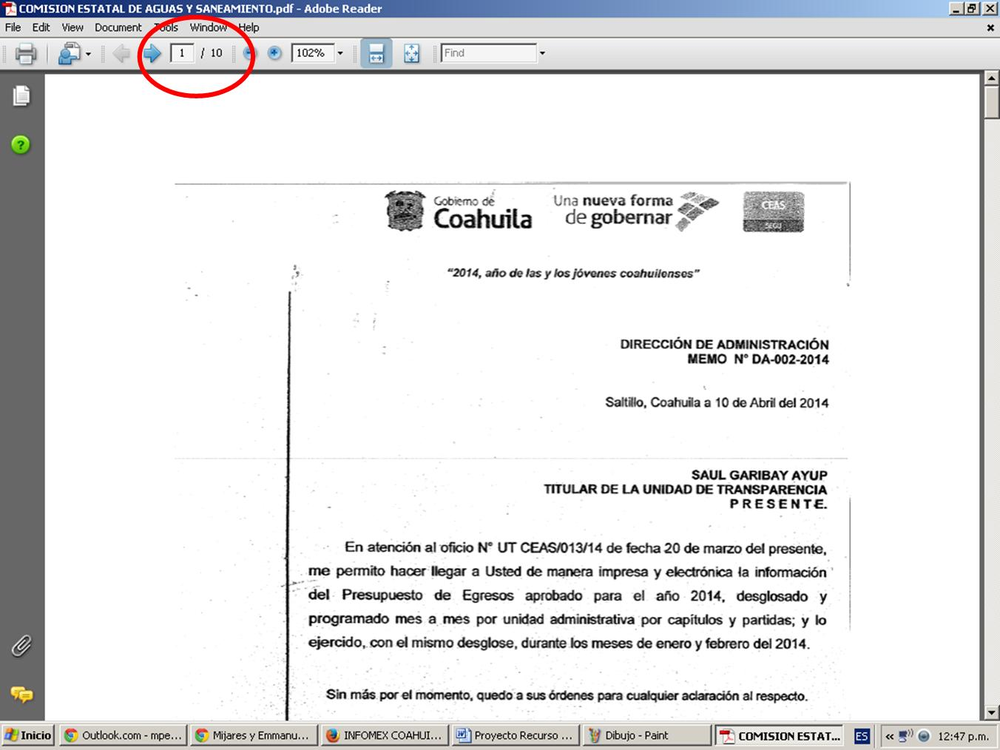 COMISION ESTATAL DE AGUAS Y SANEAMIENTO.pdf - Adobe Reader
File Edit View Document Tools Window Help
1 / 10 102% Find
Gobierno de Coahuila
Una nueva forma de gobernar
CEAS
SEGU
"2014, año de las y los jóvenes coahuilenses"
DIRECCIÓN DE ADMINISTRACIÓN
MEMO N° DA-002-2014
Saltillo, Coahuila a 10 de Abril del 2014
SAUL GARIBAY AYUP
TITULAR DE LA UNIDAD DE TRANSPARENCIA
P R E S E N T E.
En atención al oficio N° UT CEAS/013/14 de fecha 20 de marzo del presente,
me permito hacer llegar a Usted de manera impresa y electrónica la información
del Presupuesto de Egresos aprobado para el año 2014, desglosado y
programado mes a mes por unidad administrativa por capítulos y partidas; y lo
ejercido, con el mismo desglose, durante los meses de enero y febrero del 2014.
Sin más por el momento, quedo a sus órdenes para cualquier aclaración al respecto.
Inicio Outlook.com - mpe... Mijares y Emmanu... INFOMEX COAHUI... Proyecto Recurso ... Dibujo - Paint COMISION ESTAT... ES « 12:47 p.m.